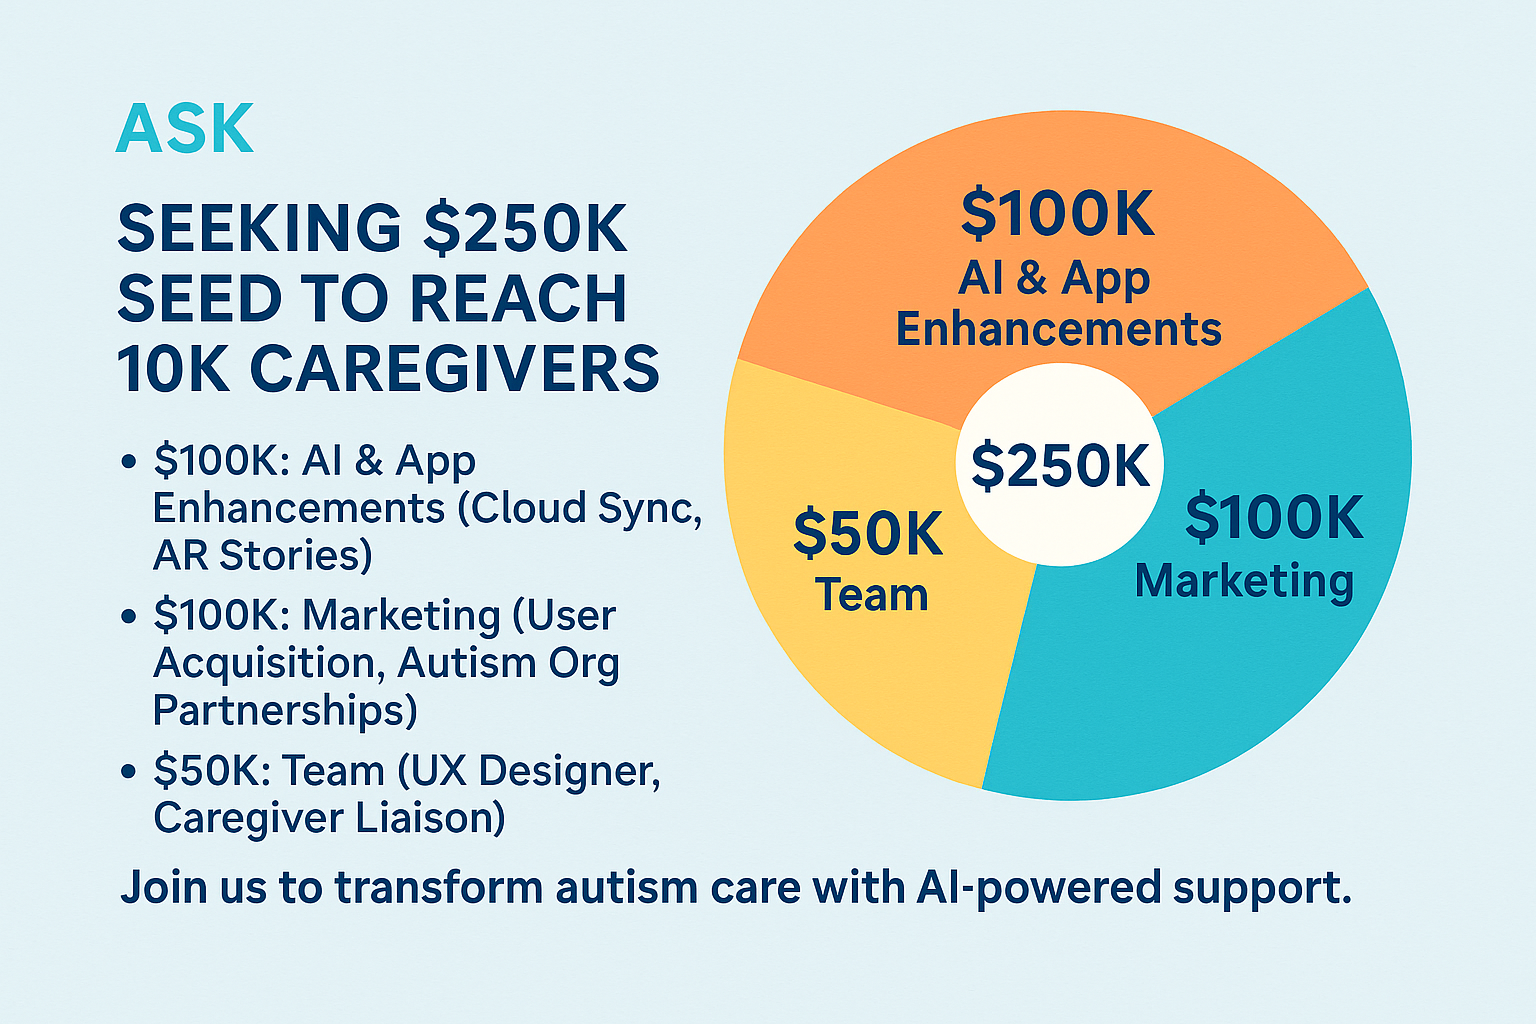 ASK
SEEKING $250K
SEED TO REACH
10K CAREGIVERS
• $100K: AI & App
Enhancements (Cloud Sync,
AR Stories)
• $100K: Marketing (User
Acquisition, Autism Org
Partnerships)
• $50K: Team (UX Designer,
Caregiver Liaison)
Join us to transform autism care with AI-powered support.
$100K
AI & App
Enhancements
$250K
$50K
Team
$100K
Marketing